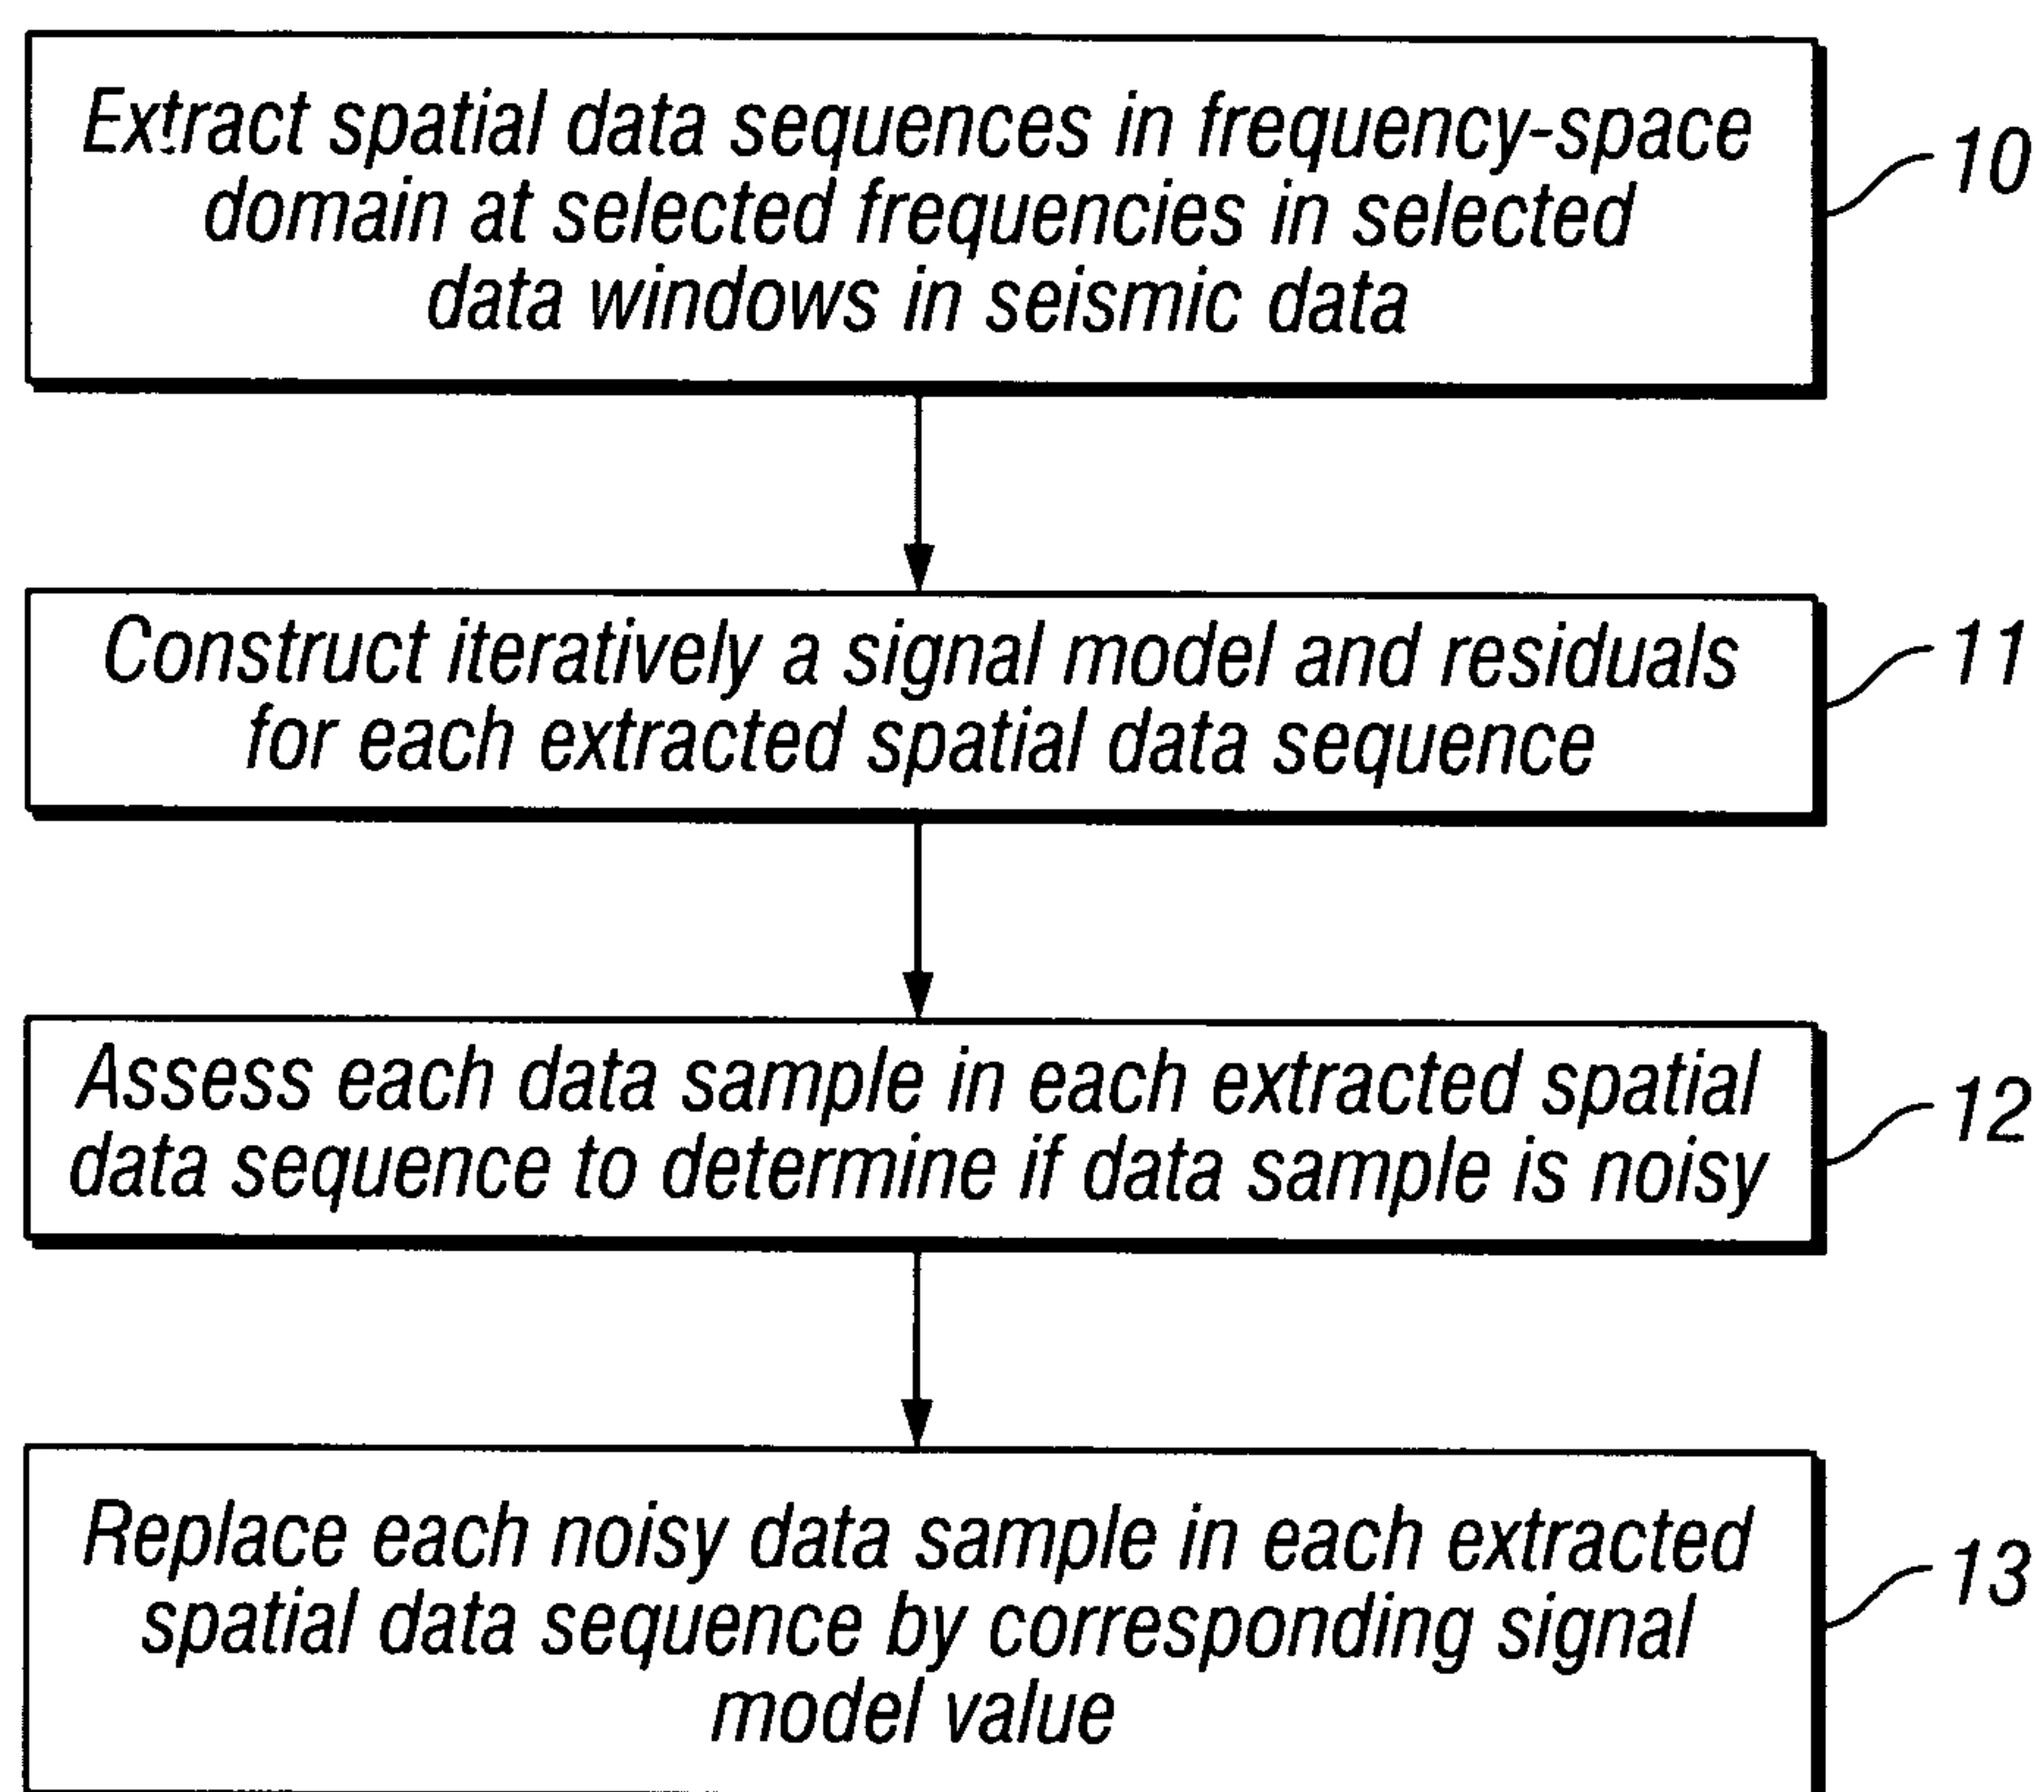 Extract spatial data sequences in frequency-space
domain at selected frequencies in selected
data windows in seismic data
10
Construct iteratively a signal model and residuals
for each extracted spatial data sequence
11
Assess each data sample in each extracted spatial
data sequence to determine if data sample is noisy
12
Replace each noisy data sample in each extracted
spatial data sequence by corresponding signal
model value
13